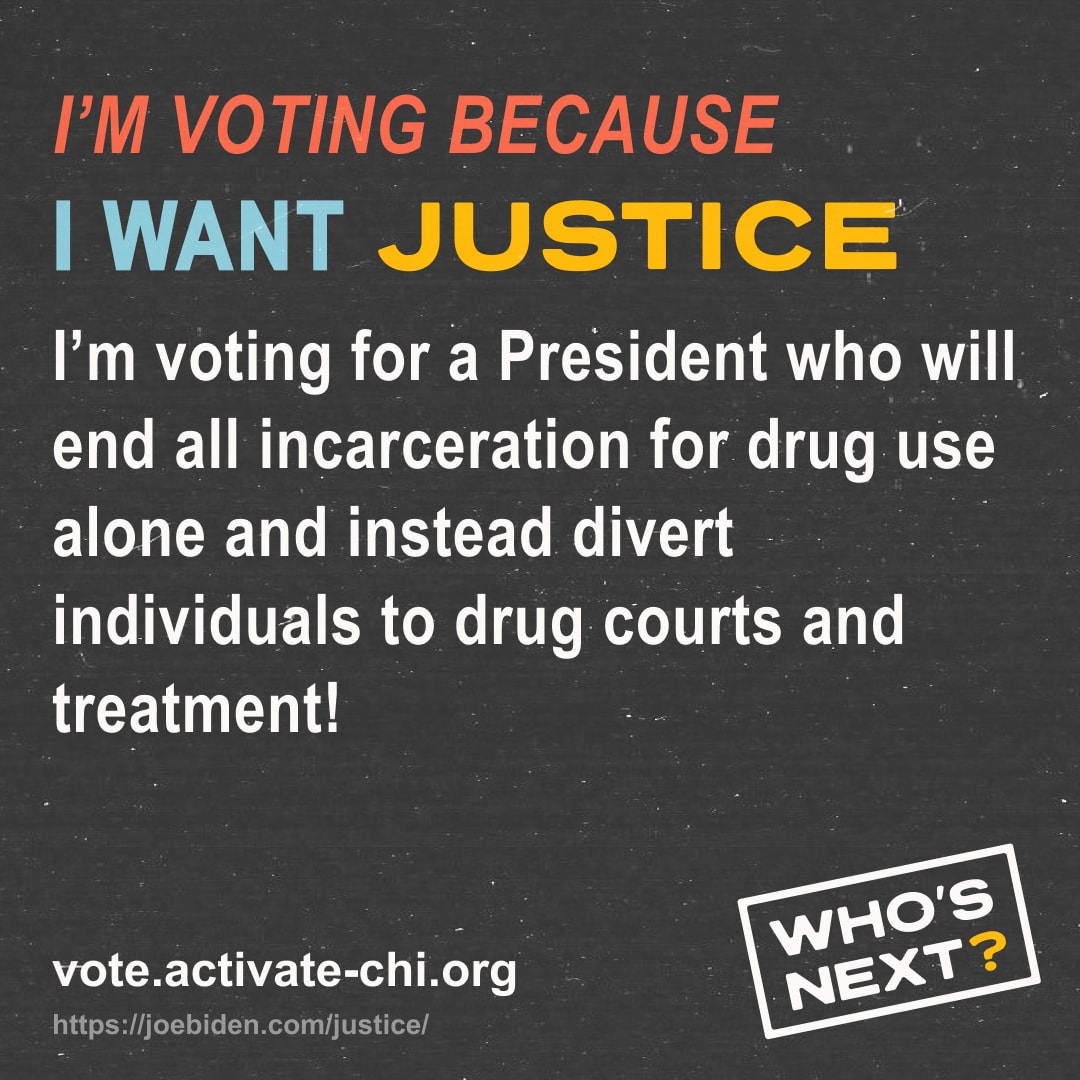 I'M VOTING BECAUSE
I WANT JUSTICE
I'm voting for a President who will
end all incarceration for drug use
alone and instead divert
individuals to drug courts and
treatment!
WHO'S
NEXT?
vote.activate-chi.org
https://joebiden.com/justice/